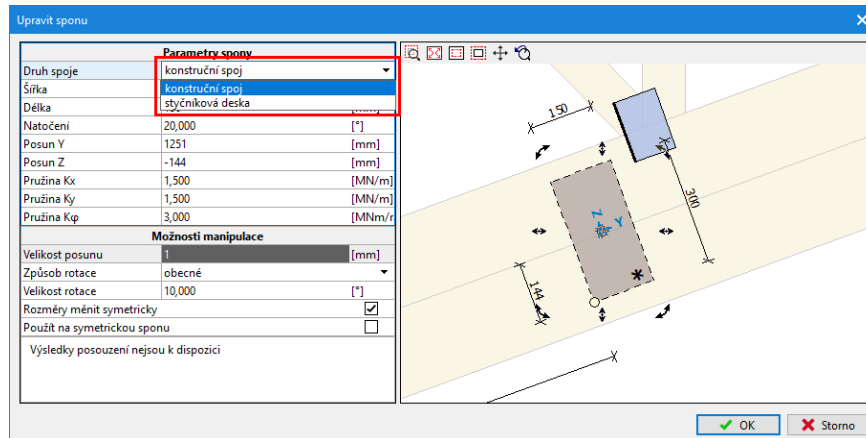 Upravit sponu
Parametry spony
Druh spoje konstruční spoj
Šířka konstruční spoj
Délka styčníková deska
Natočení 20,000 [°]
Posun Y 1251 [mm]
Posun Z -144 [mm]
Pružina Kx 1,500 [MN/m]
Pružina Ky 1,500 [MN/m]
Pružina Kφ 3,000 [MNm/r
Možnosti manipulace
Velikost posunu 1 [mm]
Způsob rotace obecné
Velikost rotace 10,000 [°]
Rozměry měnit symetricky
Použít na symetrickou sponu
Výsledky posouzení nejsou k dispozici
150
300
Z
Y
144
OK Storno